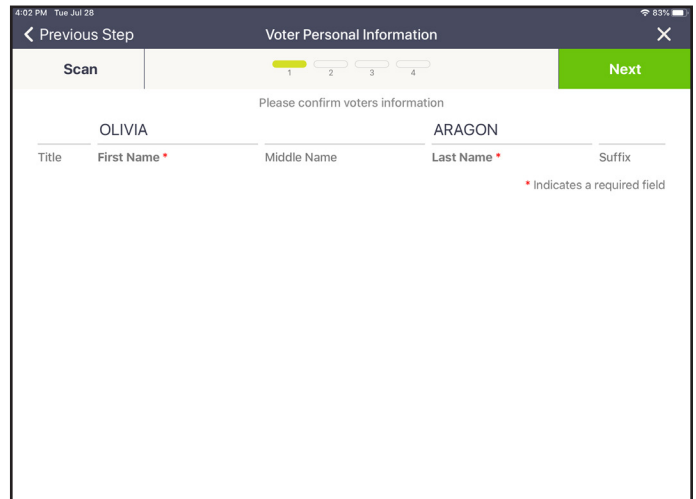 4:02 PM Tue Jul 28 83%
Previous Step Voter Personal Information
Scan 1 2 3 4 Next
Please confirm voters information
OLIVIA ARAGON
Title First Name * Middle Name Last Name * Suffix
* Indicates a required field